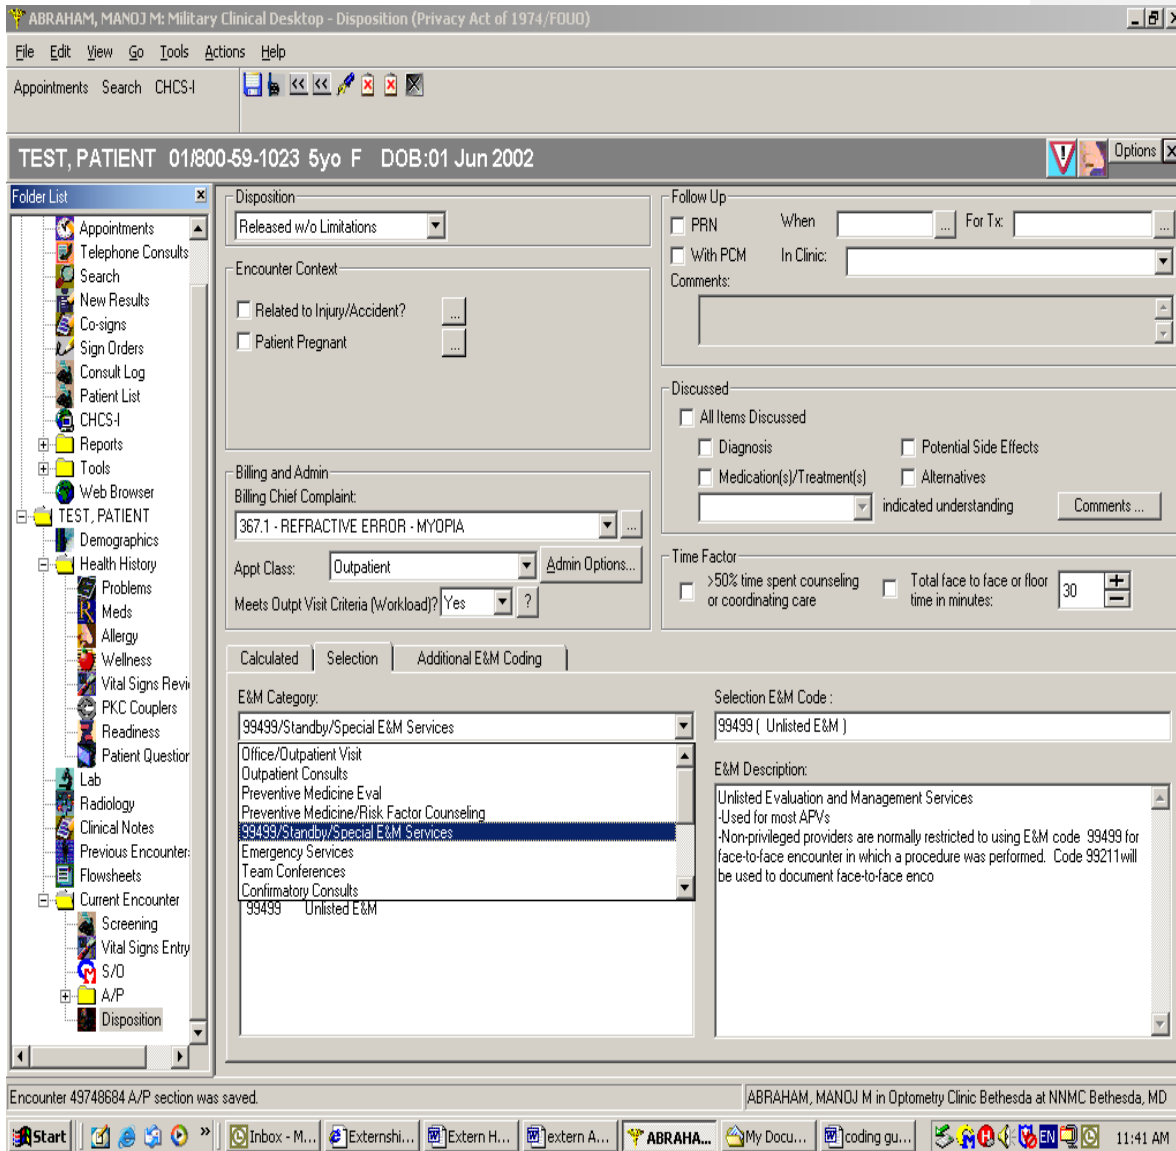 ABRAHAM, MANOJ M: Military Clinical Desktop - Disposition (Privacy Act of 1974/FOUO)
File Edit View Go Tools Actions Help
Appointments Search CHCS-I
TEST, PATIENT 01/800-59-1023 5yo F DOB:01 Jun 2002
Options
Folder List
Appointments
Telephone Consults
Search
New Results
Co-signs
Sign Orders
Consult Log
Patient List
CHCS-I
Reports
Tools
Web Browser
TEST, PATIENT
Demographics
Health History
Problems
Meds
Allergy
Wellness
Vital Signs Revi
PKC Couplers
Readiness
Patient Question
Lab
Radiology
Clinical Notes
Previous Encounter
Flowsheets
Current Encounter
Screening
Vital Signs Entry
S/O
A/P
Disposition
Disposition
Released w/o Limitations
Encounter Context
Related to Injury/Accident? ...
Patient Pregnant ...
Billing and Admin
Billing Chief Complaint:
367.1 - REFRACTIVE ERROR - MYOPIA ...
Appt Class: Outpatient Admin Options...
Meets Outpt Visit Criteria (Workload)? Yes ?
Follow Up
PRN When ... For Tx: ...
With PCM In Clinic:
Comments:
Discussed
All Items Discussed
Diagnosis Potential Side Effects
Medication(s)/Treatment(s) Alternatives
indicated understanding Comments ...
Time Factor
>50% time spent counseling
or coordinating care
Total face to face or floor
time in minutes: 30
Calculated Selection Additional E&M Coding
E&M Category:
99499/Standby/Special E&M Services
Office/Outpatient Visit
Outpatient Consults
Preventive Medicine Eval
Preventive Medicine/Risk Factor Counseling
99499/Standby/Special E&M Services
Emergency Services
Team Conferences
Confirmatory Consults
99499 Unlisted E&M
Selection E&M Code :
99499 ( Unlisted E&M )
E&M Description:
Unlisted Evaluation and Management Services
-Used for most APVs
-Non-privileged providers are normally restricted to using E&M code 99499 for
face-to-face encounter in which a procedure was performed. Code 99211will
be used to document face-to-face enco
Encounter 49748684 A/P section was saved.
ABRAHAM, MANOJ M in Optometry Clinic Bethesda at NNMC Bethesda, MD
Start Inbox - M... Externshi... Extern H... extern A... ABRAHA... My Docu... coding gu... EN 11:41 AM